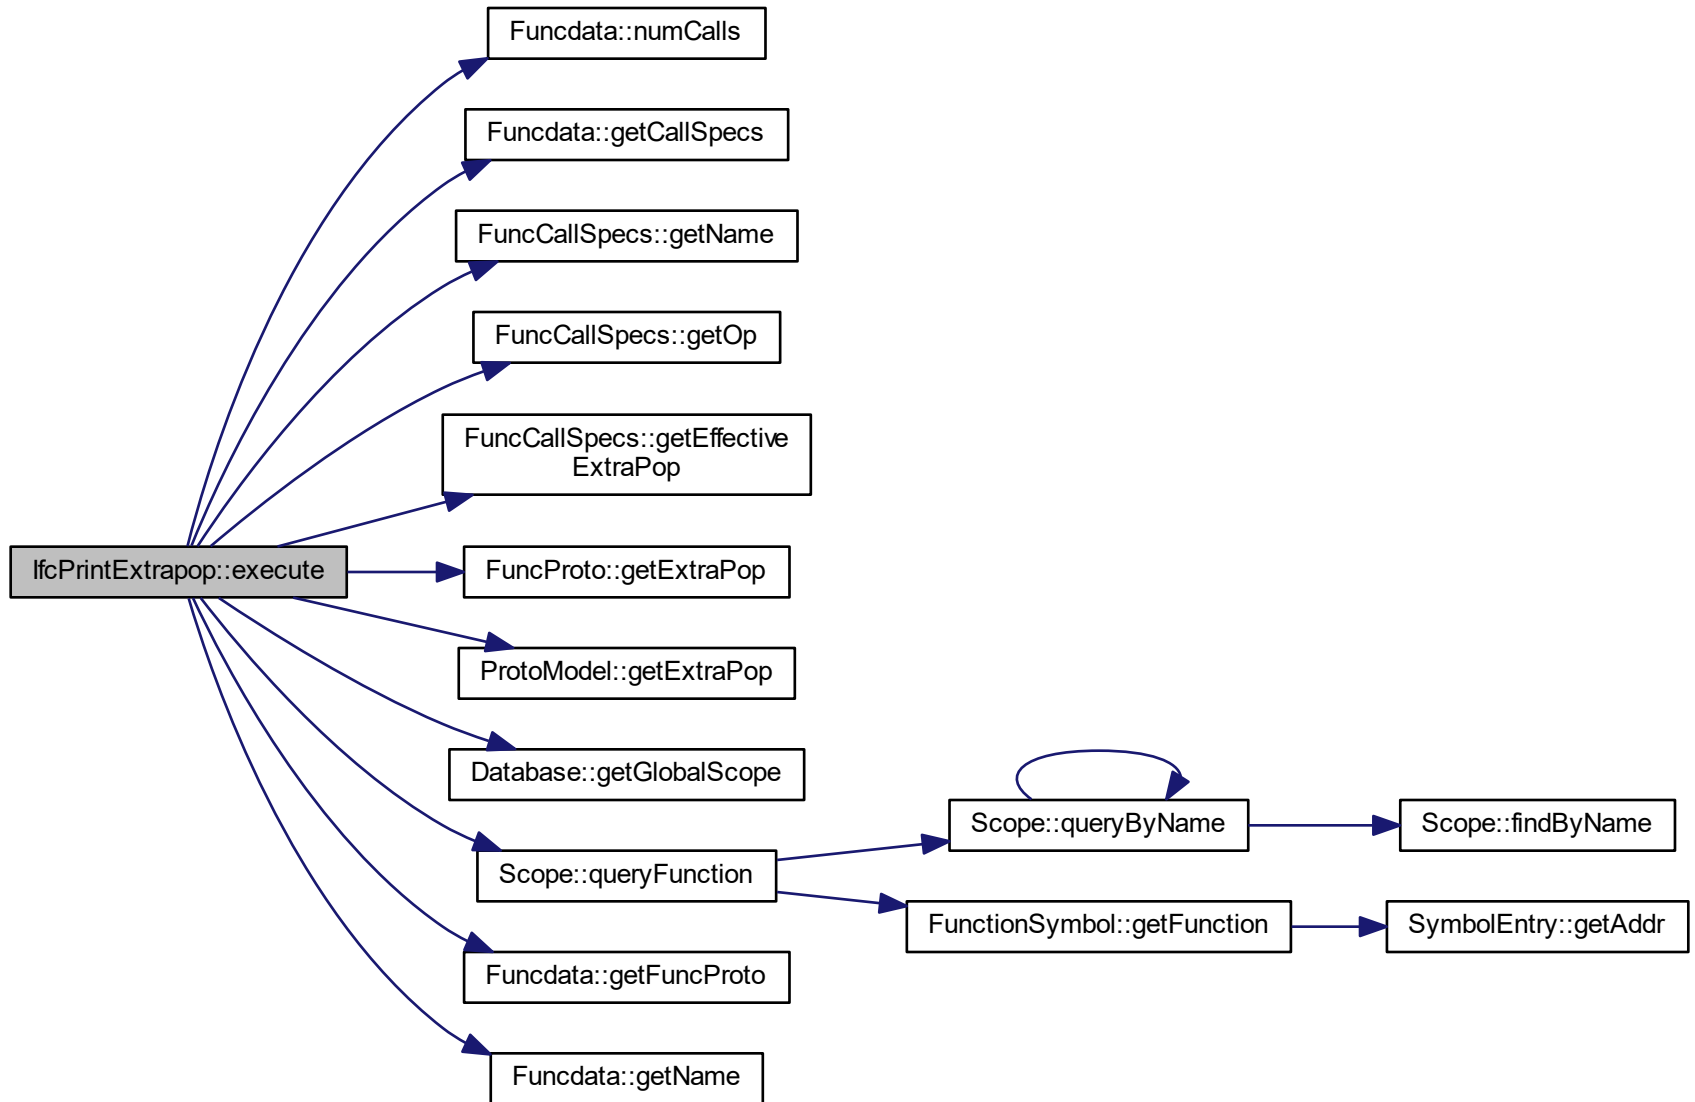 Funcdata::numCalls
Funcdata::getCallSpecs
FuncCallSpecs::getName
FuncCallSpecs::getOp
FuncCallSpecs::getEffective
ExtraPop
IfcPrintExtrapop::execute
FuncProto::getExtraPop
ProtoModel::getExtraPop
Database::getGlobalScope
Scope::queryByName
Scope::findByName
Scope::queryFunction
FunctionSymbol::getFunction
SymbolEntry::getAddr
Funcdata::getFuncProto
Funcdata::getName